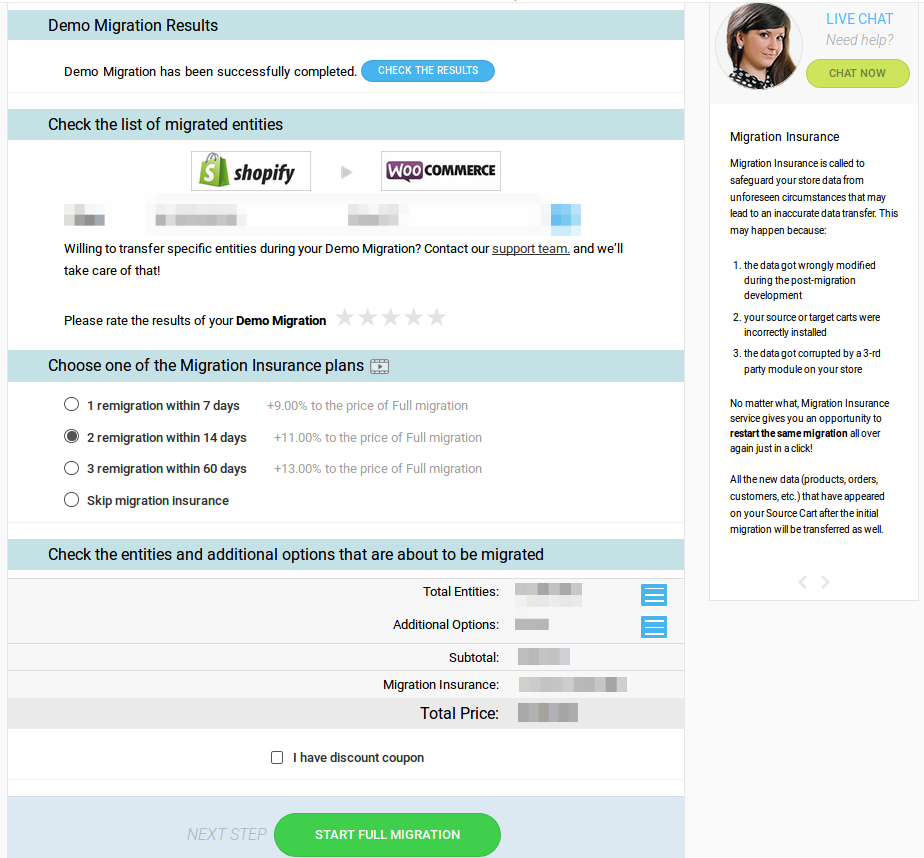 Demo Migration Results
Demo Migration has been successfully completed. CHECK THE RESULTS
Check the list of migrated entities
shopify WOO COMMERCE
Willing to transfer specific entities during your Demo Migration? Contact our support team. and we'll
take care of that!
Please rate the results of your Demo Migration
Choose one of the Migration Insurance plans
1 remigration within 7 days +9.00% to the price of Full migration
2 remigration within 14 days +11.00% to the price of Full migration
3 remigration within 60 days +13.00% to the price of Full migration
Skip migration insurance
Check the entities and additional options that are about to be migrated
Total Entities:
Additional Options:
Subtotal:
Migration Insurance:
Total Price:
I have discount coupon
NEXT STEP START FULL MIGRATION
LIVE CHAT
Need help?
CHAT NOW
Migration Insurance
Migration Insurance is called to
safeguard your store data from
unforeseen circumstances that may
lead to an inaccurate data transfer. This
may happen because:
1. the data got wrongly modified
during the post-migration
development
2. your source or target carts were
incorrectly installed
3. the data got corrupted by a 3-rd
party module on your store
No matter what, Migration Insurance
service gives you an opportunity to
restart the same migration all over
again just in a click!
All the new data (products, orders,
customers, etc.) that have appeared
on your Source Cart after the initial
migration will be transferred as well.